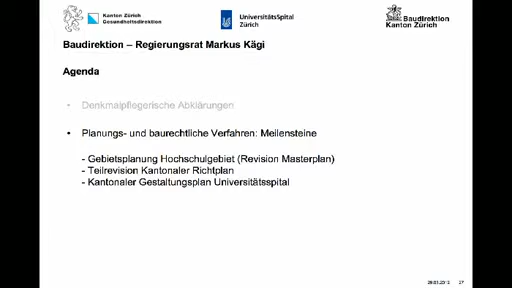 Kanton Zürich
Gesundheitsdirektion
UniversitätsSpital
Zürich
Baudirektion
Kanton Zürich
Baudirektion – Regierungsrat Markus Kägi
Agenda
• Denkmalpflegerische Abklärungen
• Planungs- und baurechtliche Verfahren: Meilensteine
- Gebietsplanung Hochschulgebiet (Revision Masterplan)
- Teilrevision Kantonaler Richtplan
- Kantonaler Gestaltungsplan Universitätsspital
27